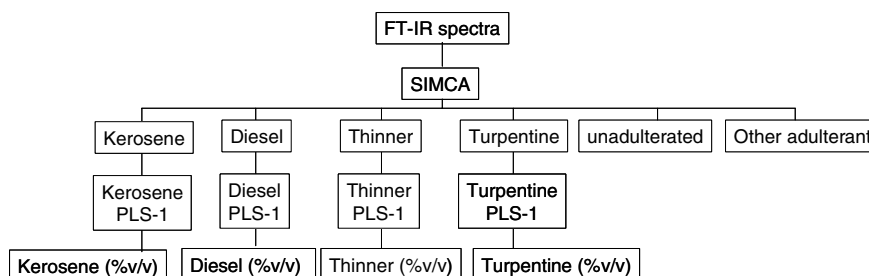 FT-IR spectra
SIMCA
Kerosene
Diesel
Thinner
Turpentine
unadulterated
Other adulterant
Kerosene
PLS-1
Diesel
PLS-1
Thinner
PLS-1
Turpentine
PLS-1
Kerosene (%v/v)
Diesel (%v/v)
Thinner (%v/v)
Turpentine (%v/v)